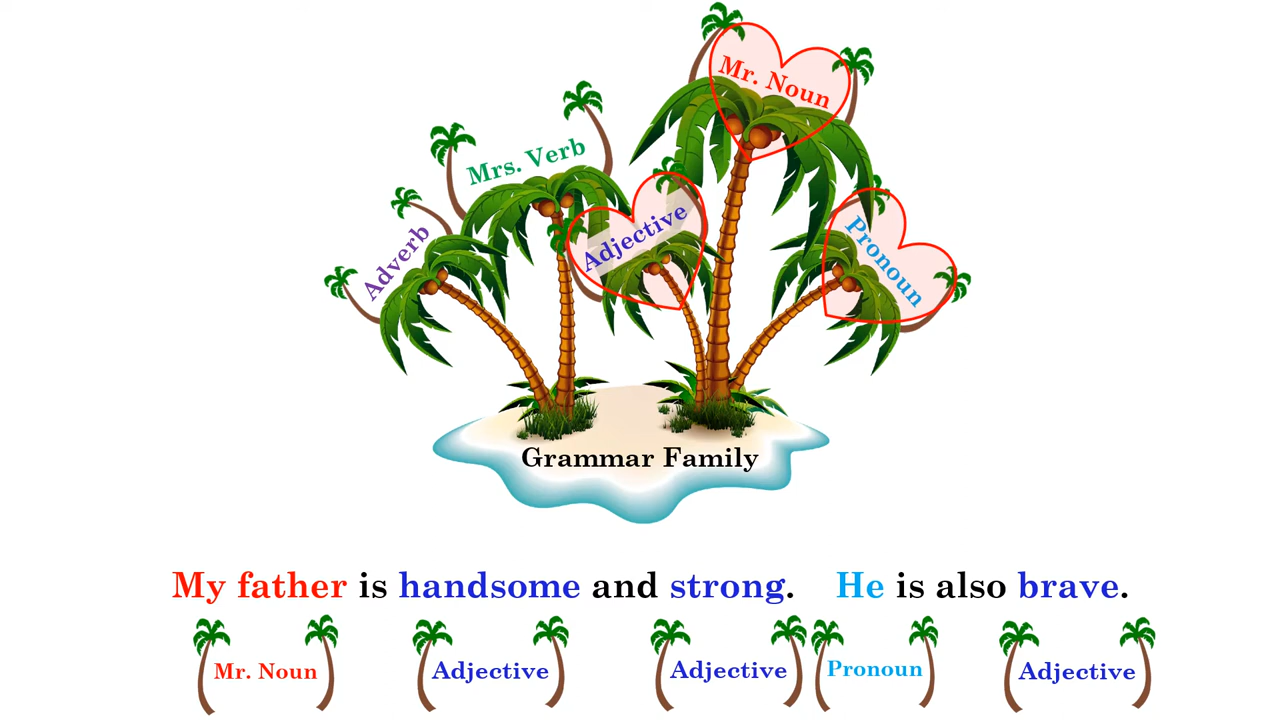 Mr. Noun
Mrs. Verb
Adjective
Adverb
Pronoun
Grammar Family
My father is handsome and strong. He is also brave.
Mr. Noun Adjective Adjective Pronoun Adjective